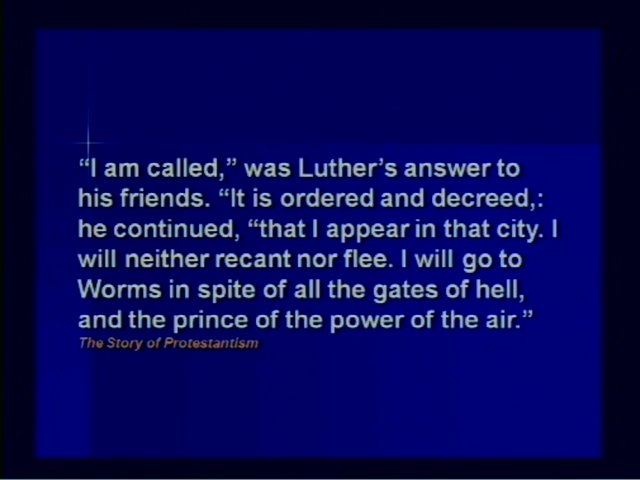 “I am called,” was Luther’s answer to
his friends. “It is ordered and decreed,:
he continued, “that I appear in that city. I
will neither recant nor flee. I will go to
Worms in spite of all the gates of hell,
and the prince of the power of the air.”
The Story of Protestantism